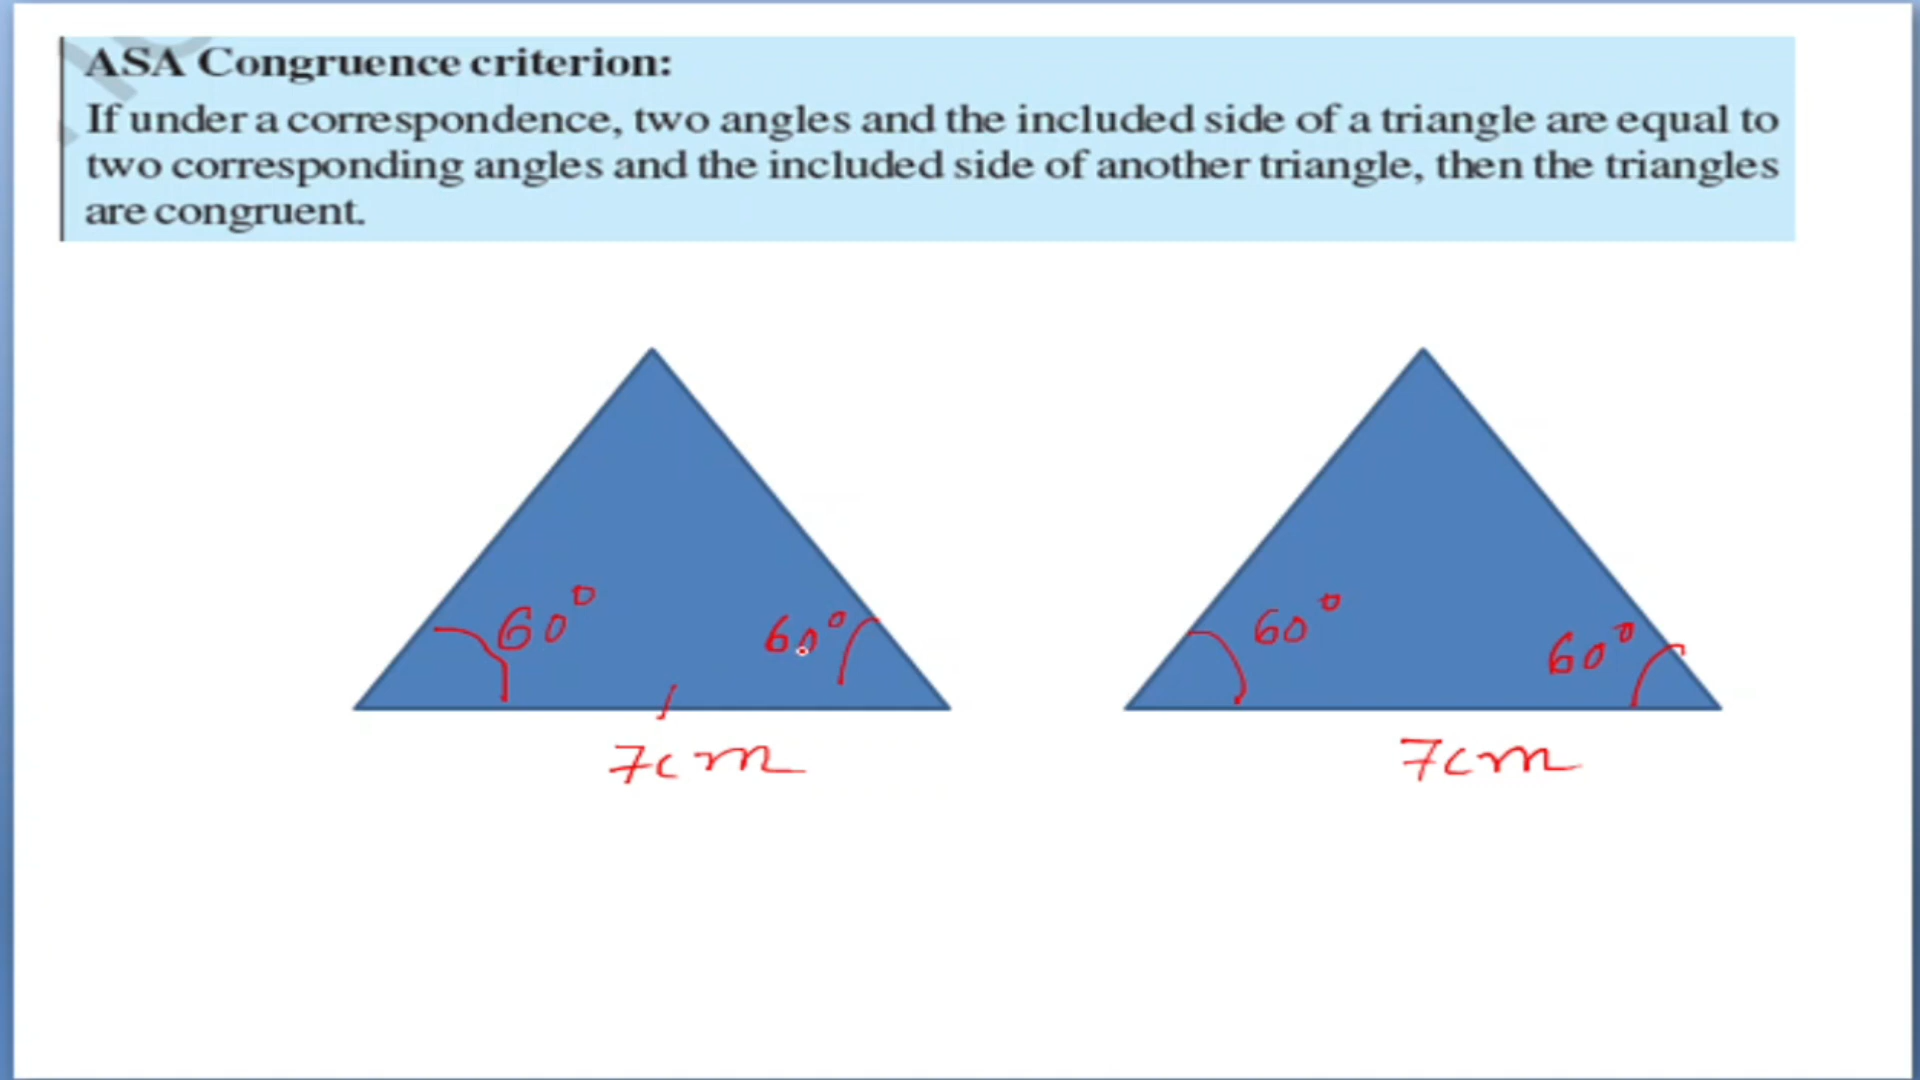 ASA Congruence criterion:
If under a correspondence, two angles and the included side of a triangle are equal to
two corresponding angles and the included side of another triangle, then the triangles
are congruent.
60° 60° 60° 60°
7cm 7cm